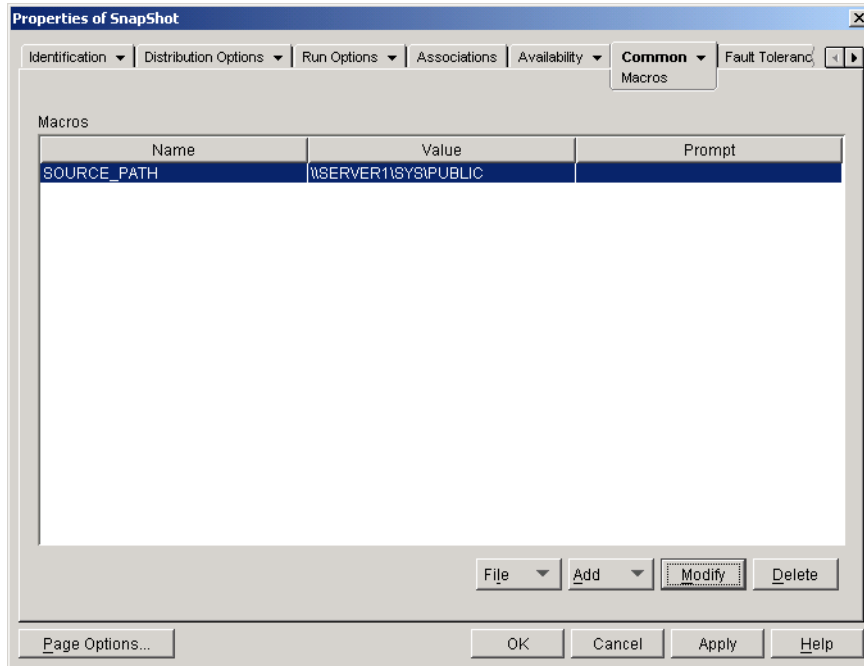 Properties of SnapShot
Identification Distribution Options Run Options Associations Availability Common Fault Toleranc
Macros
Macros
Name Value Prompt
SOURCE_PATH \\SERVER1\SYS\PUBLIC
File Add Modify Delete
Page Options... OK Cancel Apply Help